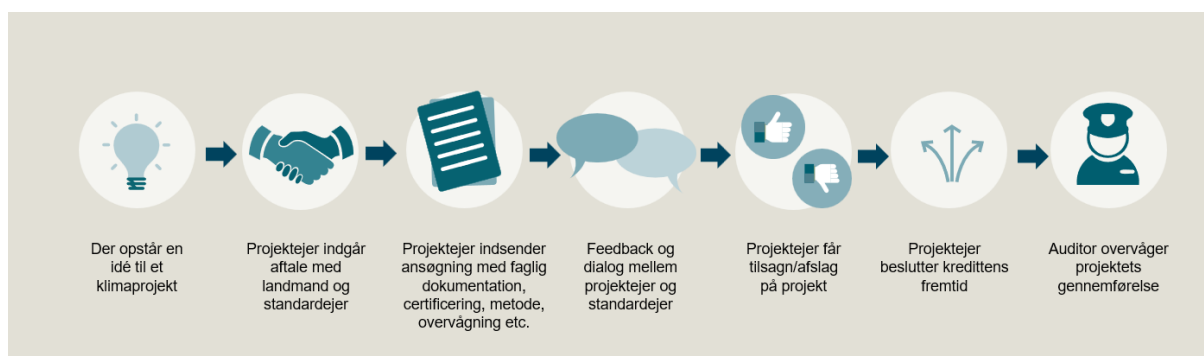 Der opstår en
idé til et
klimaprojekt
Projektejer indgår
aftale med
landmand og
standardejer
Projektejer indsender
ansøgning med faglig
dokumentation,
certificering, metode,
overvågning etc.
Feedback og
dialog mellem
projektejer og
standardejer
Projektejer får
tilsagn/afslag
på projekt
Projektejer
beslutter kredittens
fremtid
Auditor overvåger
projektets
gennemførelse